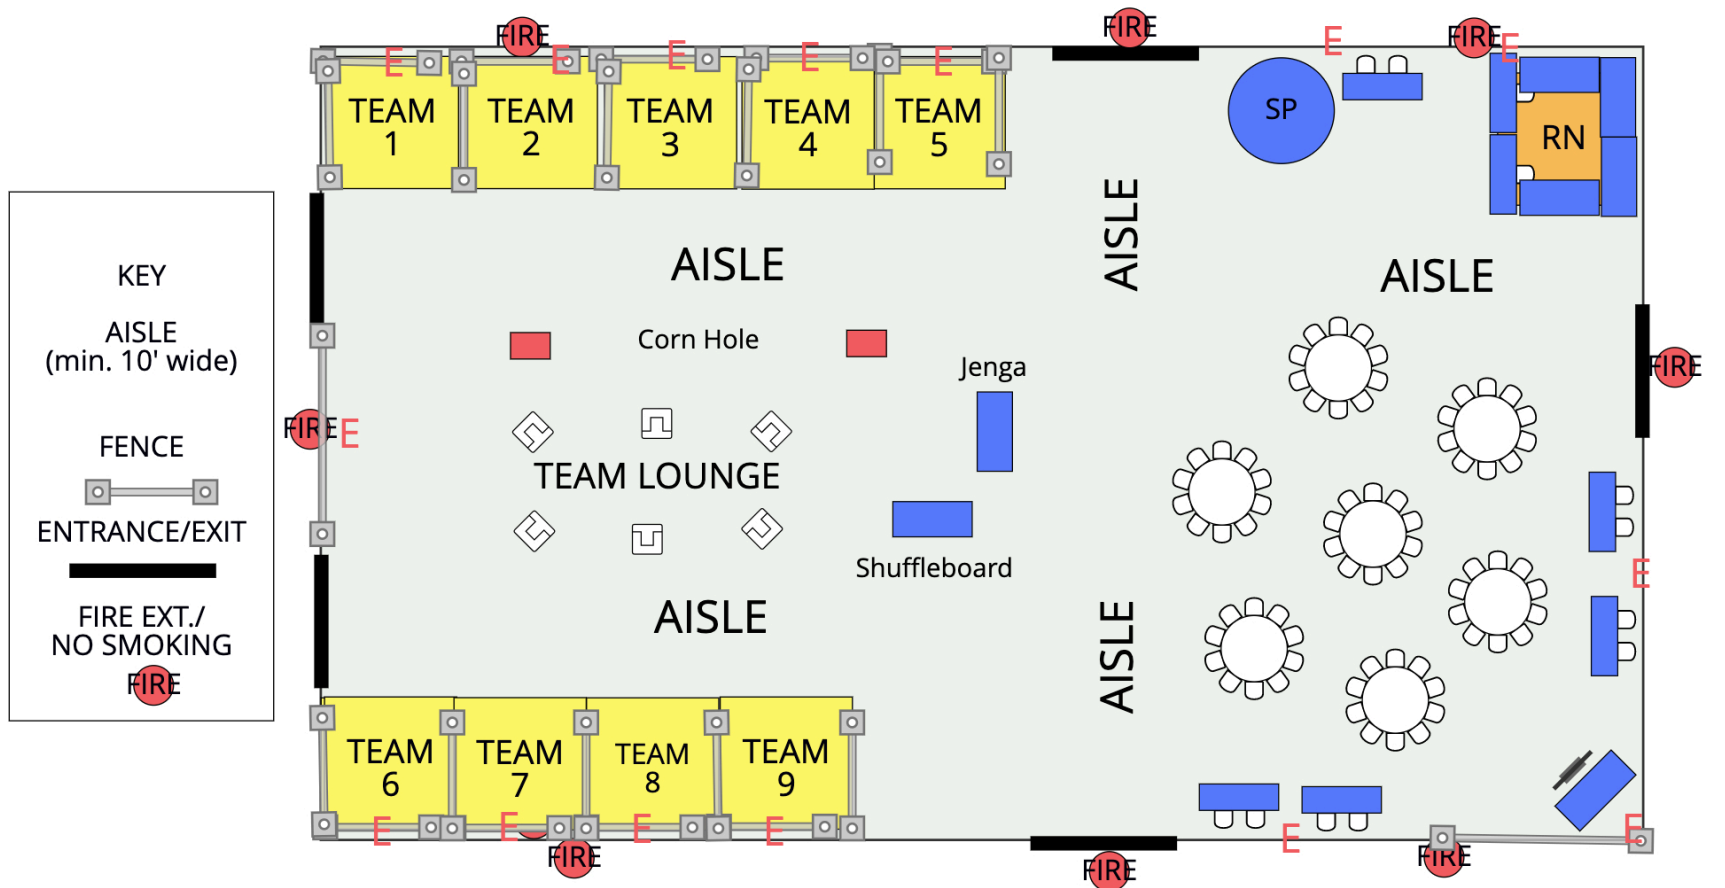 FIRE
FIRE
FIRE
E
E
E
E
E
E
E
TEAM
1
TEAM
2
TEAM
3
TEAM
4
TEAM
5
SP
RN
AISLE
AISLE
AISLE
KEY
AISLE
(min. 10' wide)
FENCE
ENTRANCE/EXIT
FIRE EXT./
NO SMOKING
FIRE
Corn Hole
Jenga
FIRE
FIRE
E
TEAM LOUNGE
Shuffleboard
E
AISLE
AISLE
TEAM
6
TEAM
7
TEAM
8
TEAM
9
E
E
E
E
E
E
FIRE
FIRE
FIRE